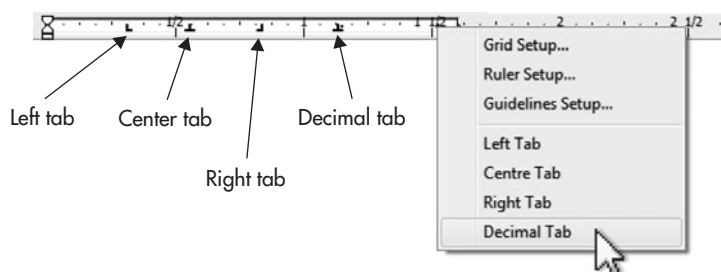 1/2 1 1 1/2 2 2 1/2
Left tab
Center tab
Right tab
Decimal tab
Grid Setup...
Ruler Setup...
Guidelines Setup...
Left Tab
Centre Tab
Right Tab
Decimal Tab